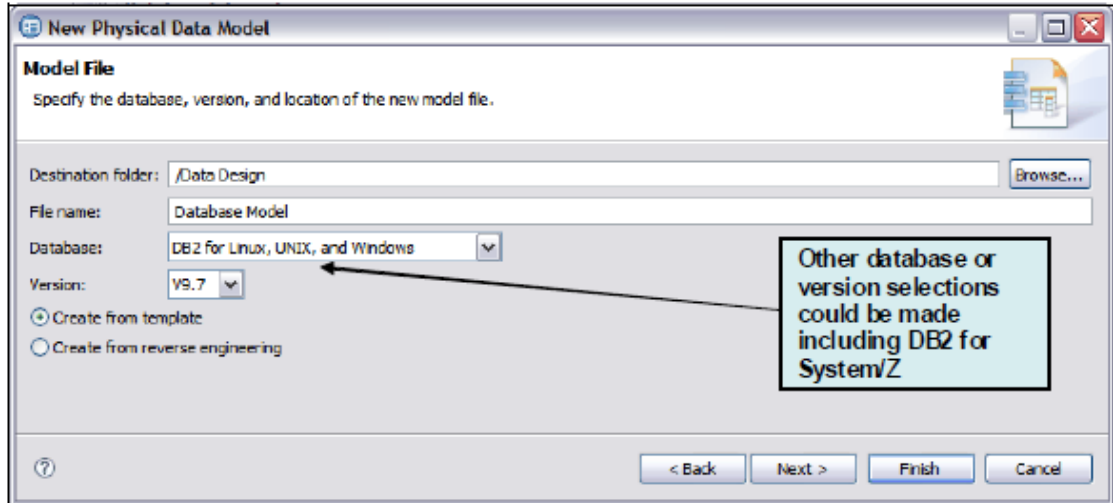 New Physical Data Model
Model File
Specify the database, version, and location of the new model file.
Destination folder: /Data Design Browse...
File name: Database Model
Database: DB2 for Linux, UNIX, and Windows
Version: V9.7
Create from template
Create from reverse engineering
Other database or
version selections
could be made
including DB2 for
System/Z
? < Back Next > Finish Cancel